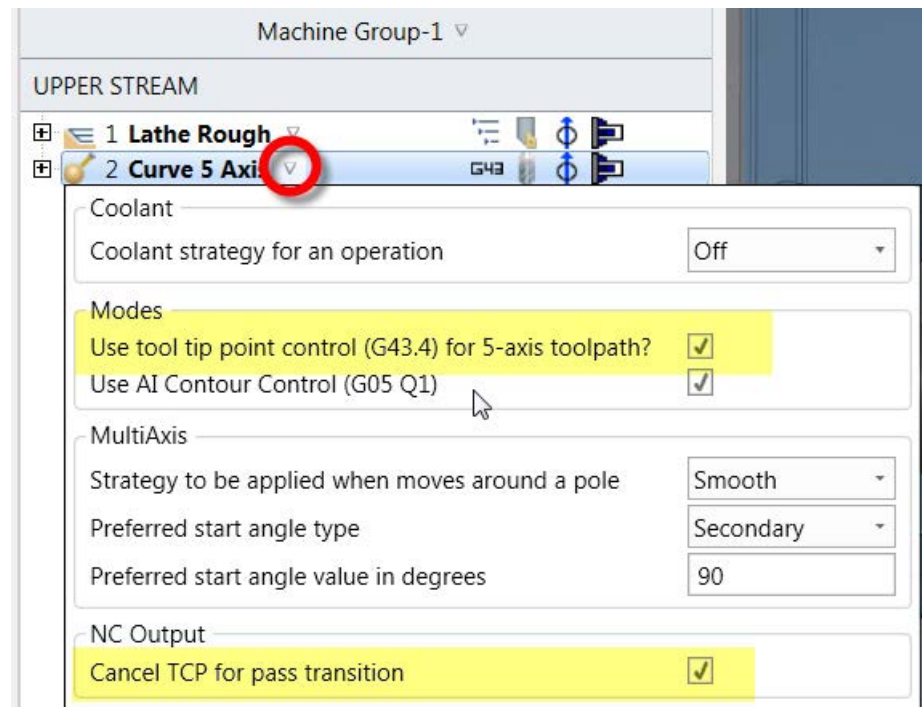 Machine Group-1
UPPER STREAM
1 Lathe Rough
2 Curve 5 Axis G43
Coolant
Coolant strategy for an operation Off
Modes
Use tool tip point control (G43.4) for 5-axis toolpath?
Use AI Contour Control (G05 Q1)
MultiAxis
Strategy to be applied when moves around a pole Smooth
Preferred start angle type Secondary
Preferred start angle value in degrees 90
NC Output
Cancel TCP for pass transition